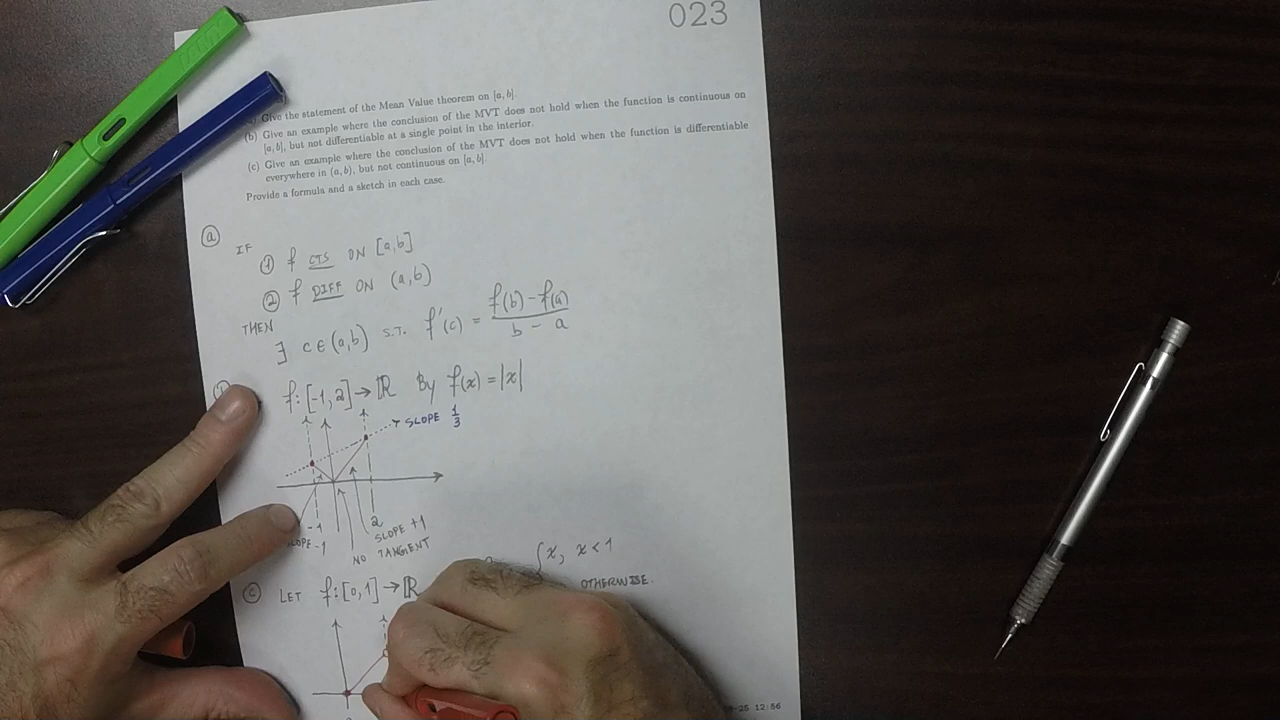 023
Give the statement of the Mean Value theorem on [a, b].
(b) Give an example where the conclusion of the MVT does not hold when the function is continuous on
[a, b], but not differentiable at a single point in the interior.
(c) Give an example where the conclusion of the MVT does not hold when the function is differentiable
everywhere in (a, b), but not continuous on [a, b].
Provide a formula and a sketch in each case.
ⓐ
IF
① f CTS ON [a,b]
② f DIFF ON (a,b)
THEN
∃ c∈(a,b) S.T. f'(c) = f(b) - f(a) / b - a
f:[-1,2]→ℝ By f(x) = |x|
SLOPE 1/3
-1
2
SLOPE +1
-1
NO TANGENT
ⓒ LET f:[0,1]→ℝ
{x, x<1
OTHERWISE.
25 12:56